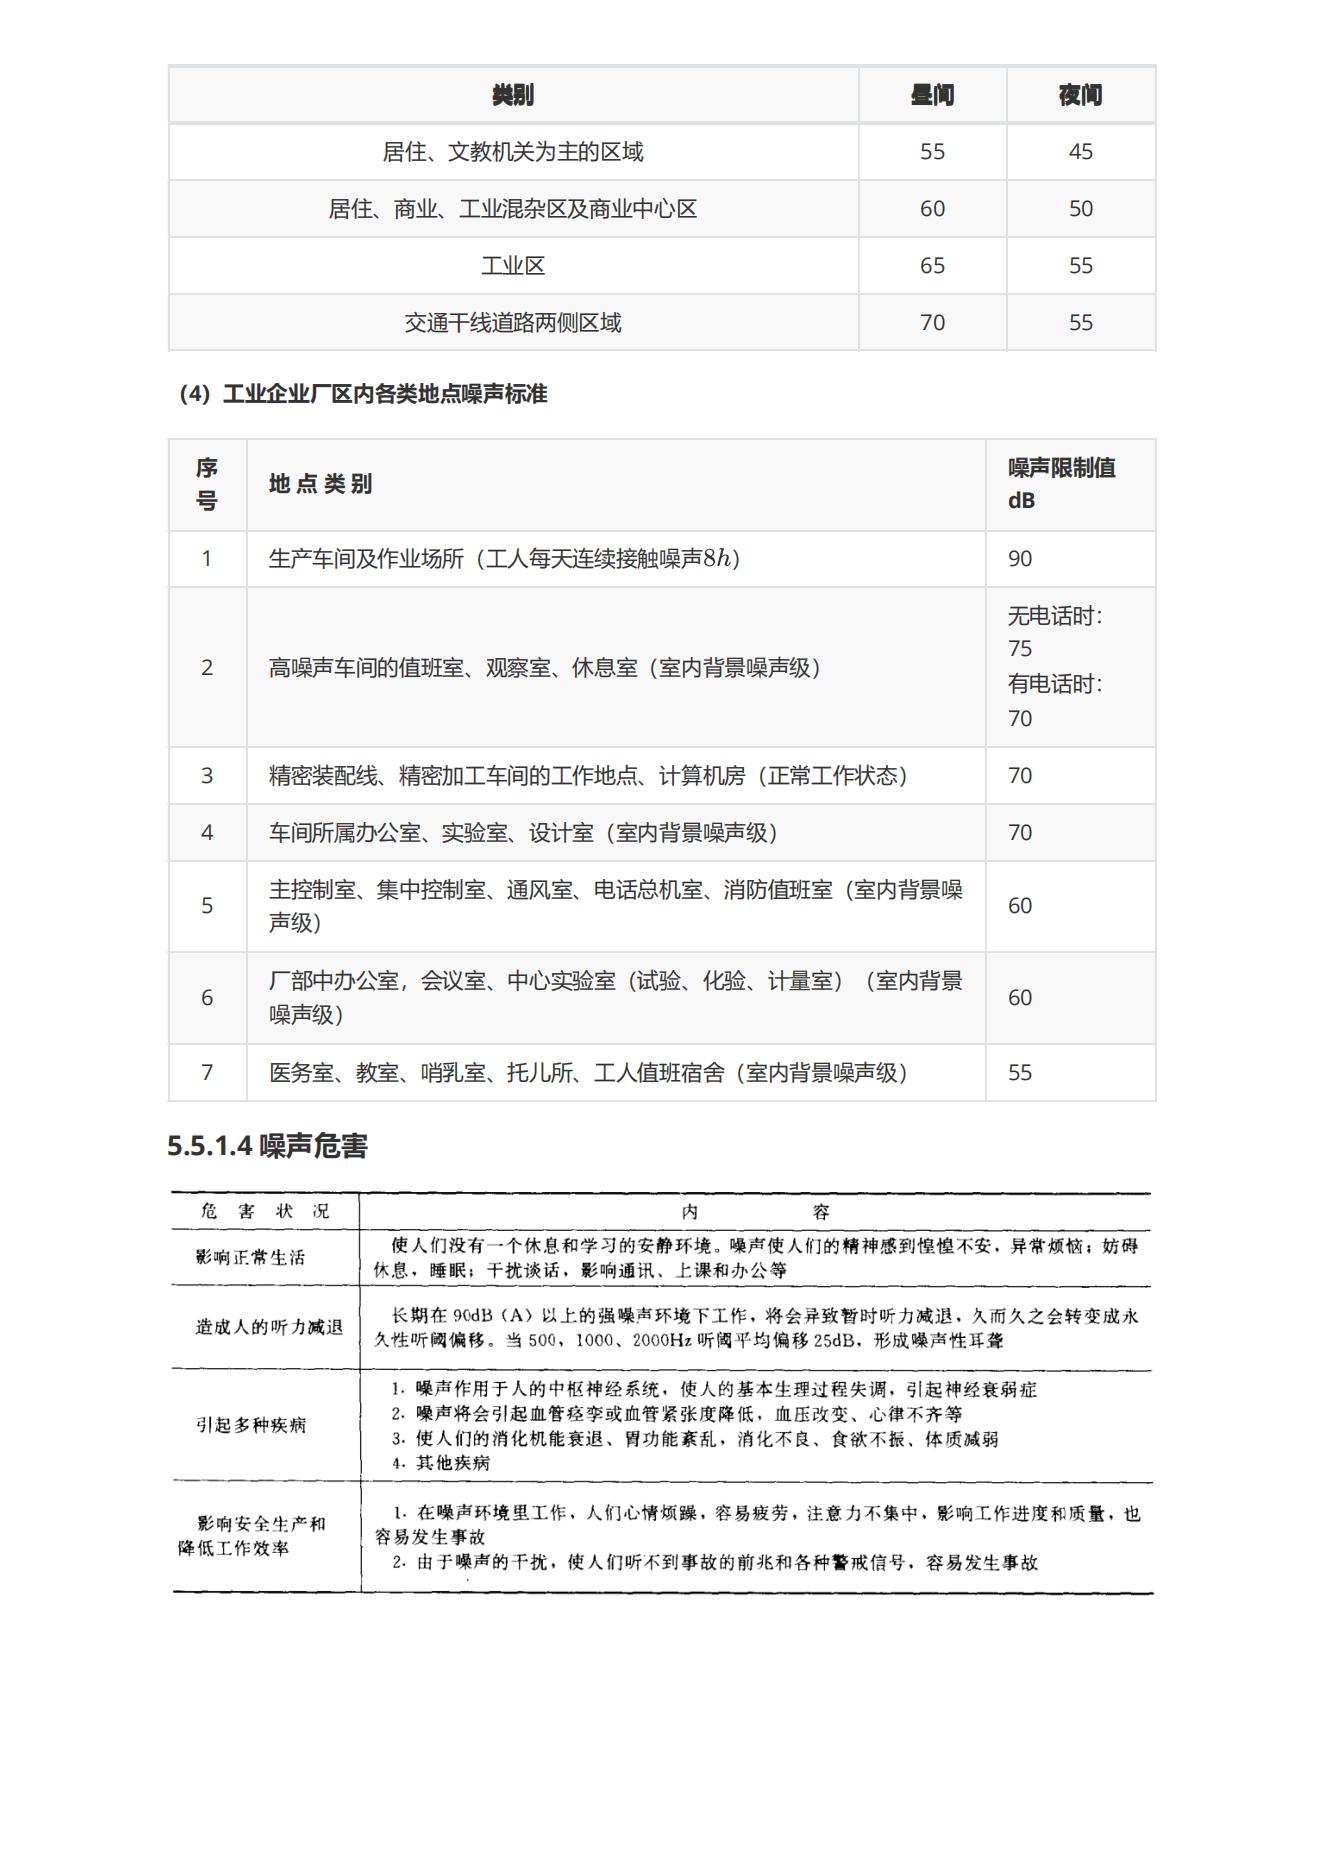 类别 昼间 夜间
居住、文教机关为主的区域 55 45
居住、商业、工业混杂区及商业中心区 60 50
工业区 65 55
交通干线道路两侧区域 70 55
（4）工业企业厂区内各类地点噪声标准
序号 地 点 类 别 噪声限制值 dB
1 生产车间及作业场所（工人每天连续接触噪声8h） 90
2 高噪声车间的值班室、观察室、休息室（室内背景噪声级） 无电话时：
75
有电话时：
70
3 精密装配线、精密加工车间的工作地点、计算机房（正常工作状态） 70
4 车间所属办公室、实验室、设计室（室内背景噪声级） 70
5 主控制室、集中控制室、通风室、电话总机室、消防值班室（室内背景噪
声级） 60
6 厂部中办公室，会议室、中心实验室（试验、化验、计量室）（室内背景
噪声级） 60
7 医务室、教室、哨乳室、托儿所、工人值班宿舍（室内背景噪声级） 55
5.5.1.4 噪声危害
危 害 状 况 内 容
影响正常生活 使人们没有一个休息和学习的安静环境。噪声使人们的精神感到惶惶不安，异常烦恼；妨碍
休息，睡眠；干扰谈话，影响通讯、上课和办公等
造成人的听力减退 长期在 90dB（A）以上的强噪声环境下工作，将会异致暂时听力减退，久而久之会转变成永
久性听阈偏移。当 500，1000、2000Hz 听阈平均偏移 25dB，形成噪声性耳聋
引起多种疾病 1. 噪声作用于人的中枢神经系统，使人的基本生理过程失调，引起神经衰弱症
2. 噪声将会引起血管痉挛或血管紧张度降低，血压改变、心律不齐等
3. 使人们的消化机能衰退、胃功能紊乱，消化不良、食欲不振、体质减弱
4. 其他疾病
影响安全生产和
降低工作效率 1. 在噪声环境里工作，人们心情烦躁，容易疲劳，注意力不集中，影响工作进度和质量，也
容易发生事故
2. 由于噪声的干扰，使人们听不到事故的前兆和各种警戒信号，容易发生事故